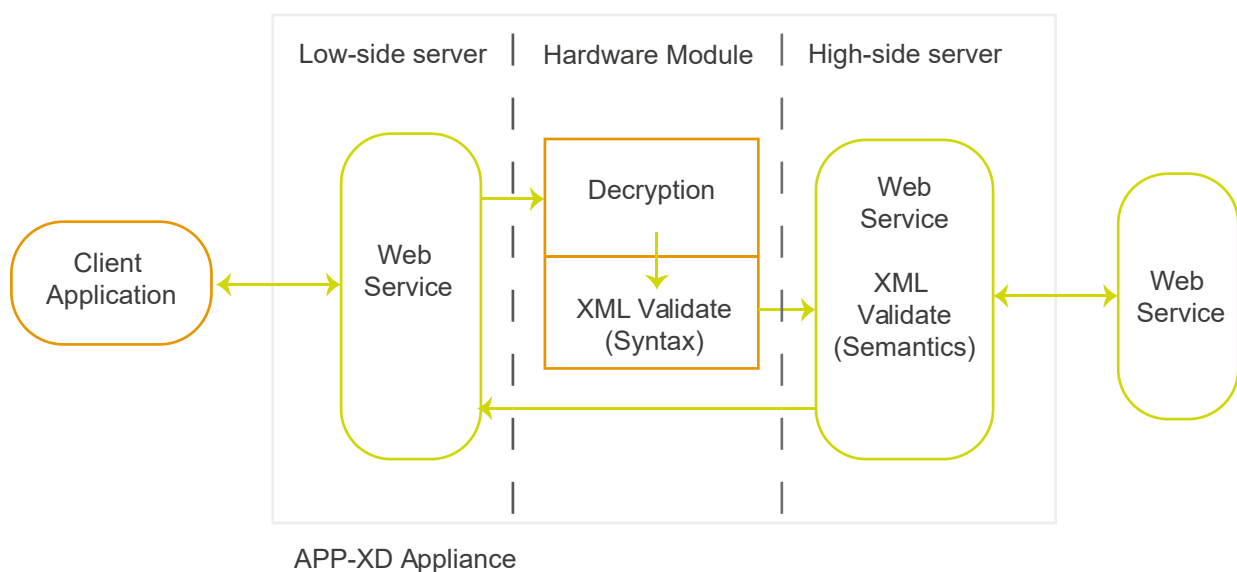 Low-side server
Hardware Module
High-side server
Client
Application
Web
Service
Decryption
XML Validate
(Syntax)
Web
Service
XML
Validate
(Semantics)
Web
Service
APP-XD Appliance